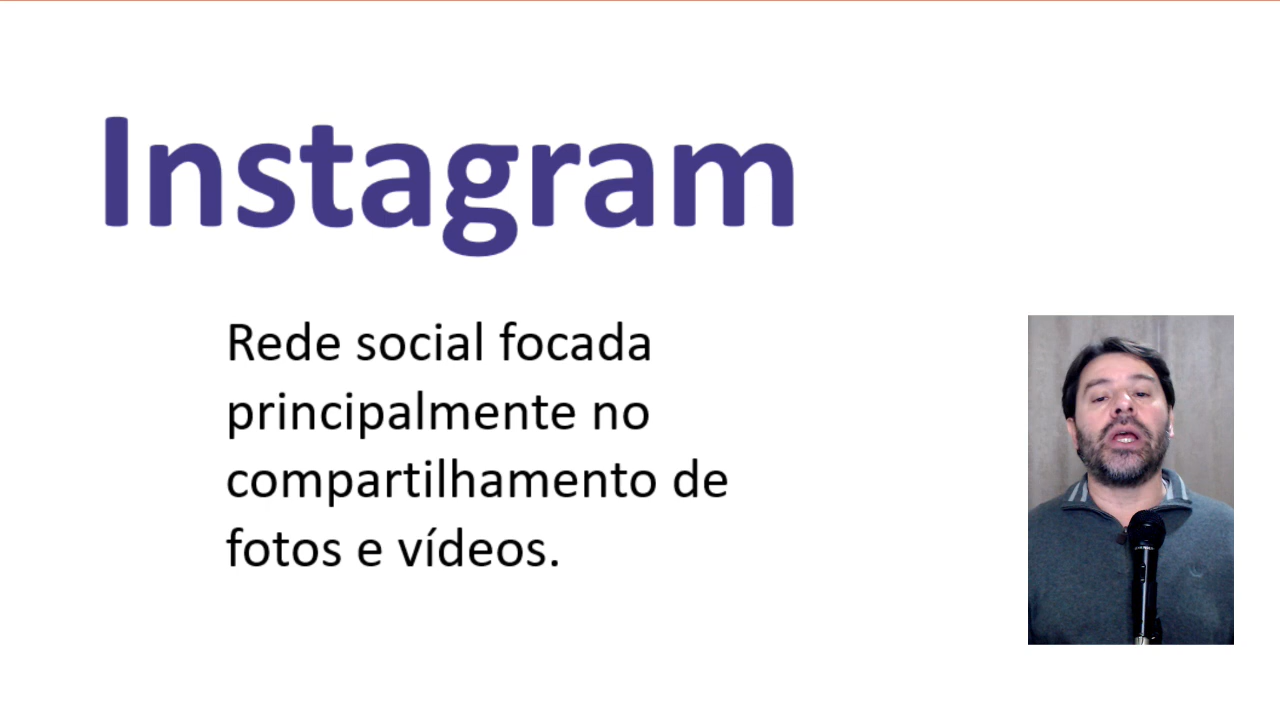 Instagram
Rede social focada
principalmente no
compartilhamento de
fotos e vídeos.